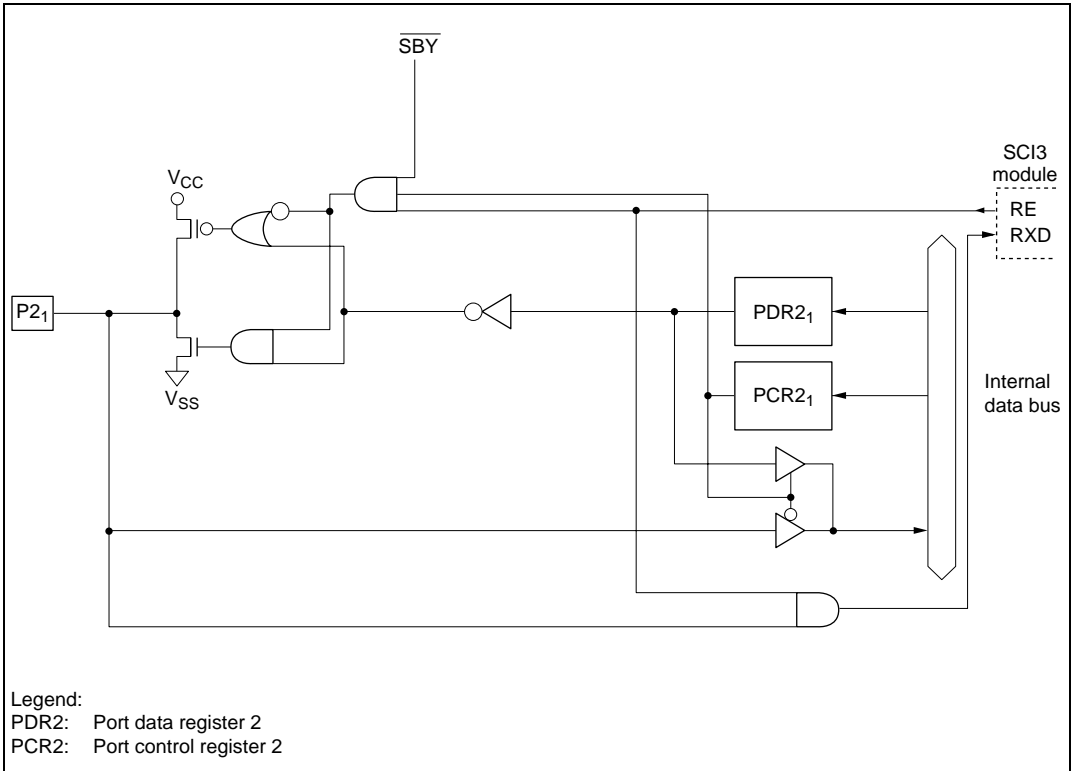 SBY
SCI3
module
VCC
RE
RXD
P21
PDR21
PCR21
VSS
Internal
data bus
Legend:
PDR2: Port data register 2
PCR2: Port control register 2